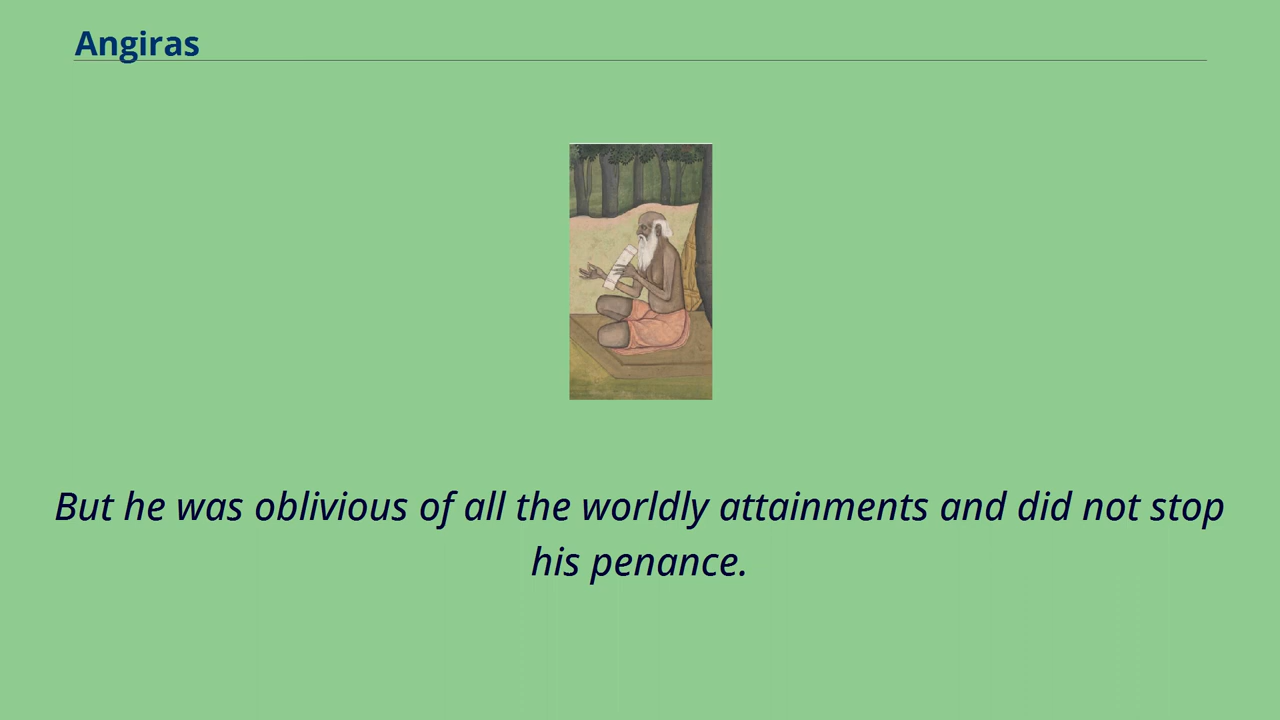 Angiras
But he was oblivious of all the worldly attainments and did not stop
his penance.